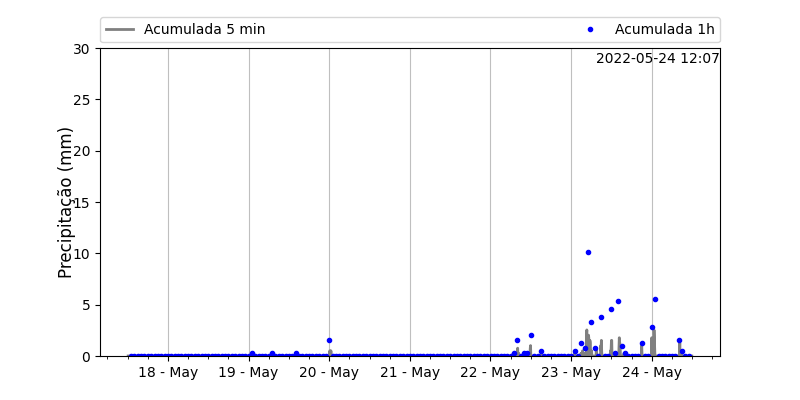 Acumulada 5 min
Acumulada 1h
2022-05-24 12:07
Precipitação (mm)
30
25
20
15
10
5
0
18 - May
19 - May
20 - May
21 - May
22 - May
23 - May
24 - May